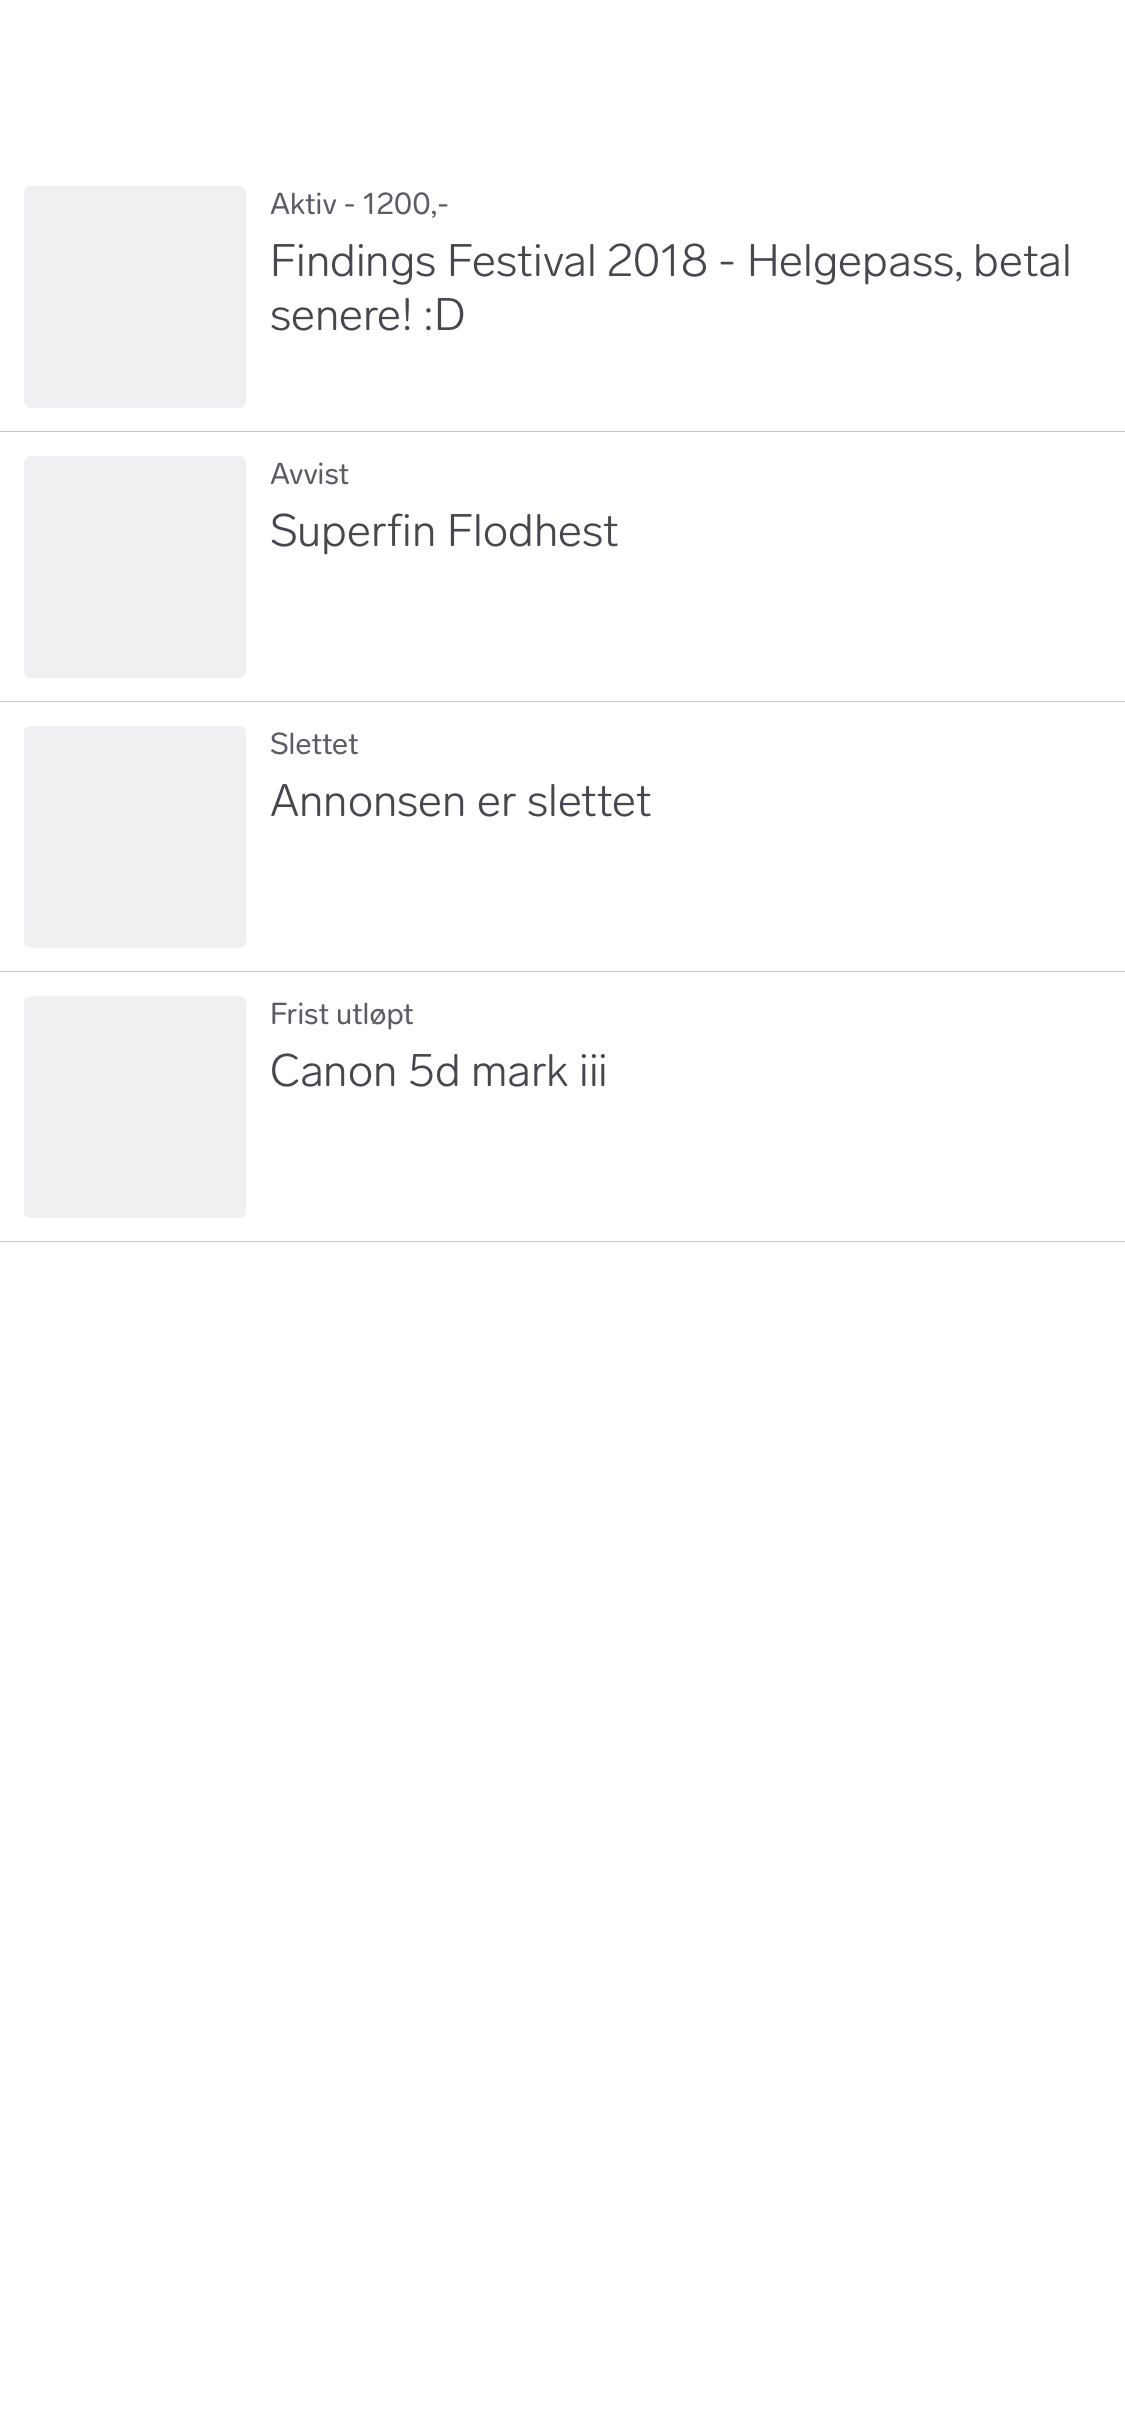 Aktiv - 1200,-
Findings Festival 2018 - Helgepass, betal
senere! :D
Avvist
Superfin Flodhest
Slettet
Annonsen er slettet
Frist utløpt
Canon 5d mark iii